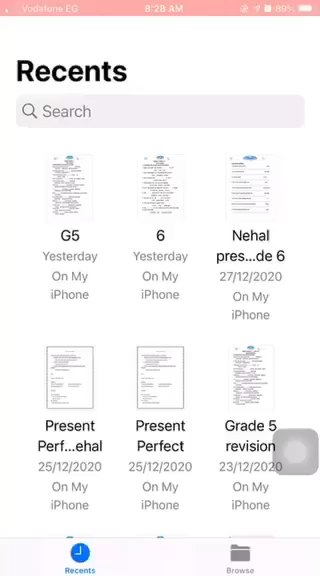 Vodafone EG 8:28 AM 89%
Recents
Search
G5
Yesterday
On My
iPhone
6
Yesterday
On My
iPhone
Nehal
pres...de 6
27/12/2020
On My
iPhone
Present
Perf...ehal
25/12/2020
On My
iPhone
Present
Perfect
25/12/2020
On My
iPhone
Grade 5
revision
23/12/2020
On My
iPhone
Recents
Browse